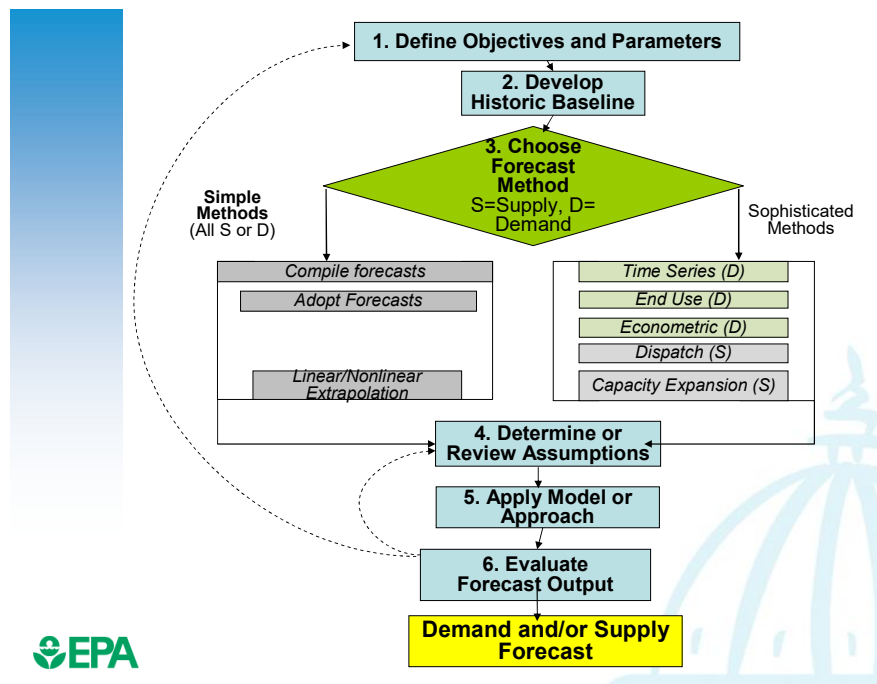 1. Define Objectives and Parameters
2. Develop
Historic Baseline
3. Choose
Forecast
Method
S=Supply, D=
Demand
Simple
Methods
(All S or D)
Sophisticated
Methods
Compile forecasts
Adopt Forecasts
Linear/Nonlinear
Extrapolation
Time Series (D)
End Use (D)
Econometric (D)
Dispatch (S)
Capacity Expansion (S)
4. Determine or
Review Assumptions
5. Apply Model or
Approach
6. Evaluate
Forecast Output
Demand and/or Supply
Forecast
EPA